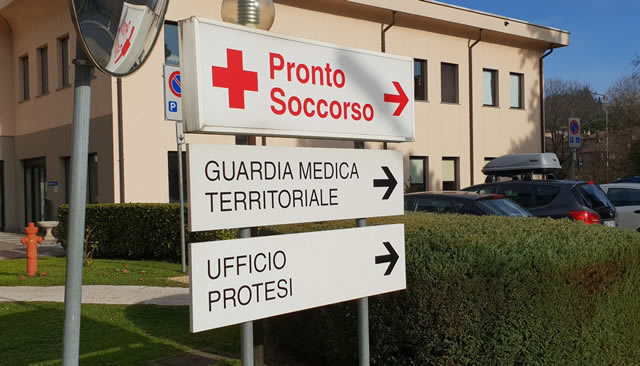 Pronto
Soccorso
GUARDIA MEDICA
TERRITORIALE
UFFICIO
PROTESI
P